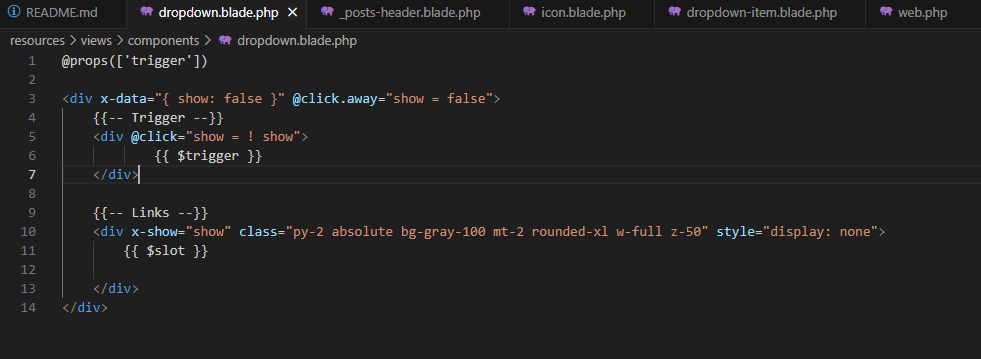 README.md dropdown.blade.php _posts-header.blade.php icon.blade.php dropdown-item.blade.php web.php
resources > views > components > dropdown.blade.php
1 @props(['trigger'])
2
3 <div x-data="{ show: false }" @click.away="show = false">
4 {{-- Trigger --}}
5 <div @click="show = ! show">
6 {{ $trigger }}
7 </div>
8
9 {{-- Links --}}
10 <div x-show="show" class="py-2 absolute bg-gray-100 mt-2 rounded-xl w-full z-50" style="display: none">
11 {{ $slot }}
12
13 </div>
14 </div>